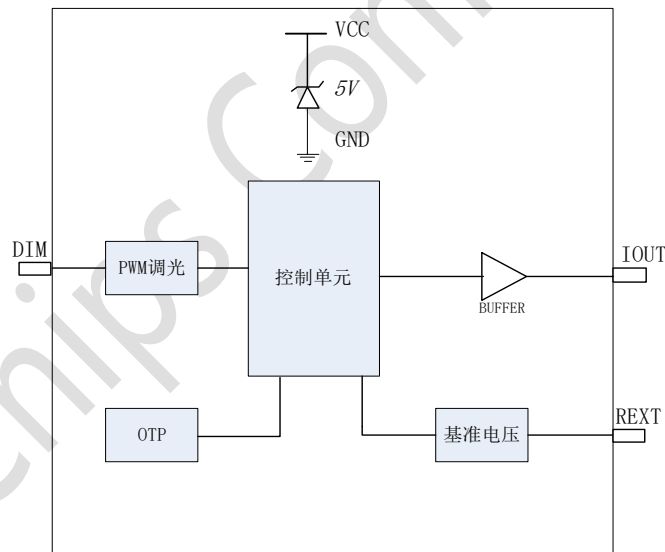 VCC
5V
GND
DIM
PWM调光
控制单元
IOUT
BUFFER
OTP
基准电压
REXT